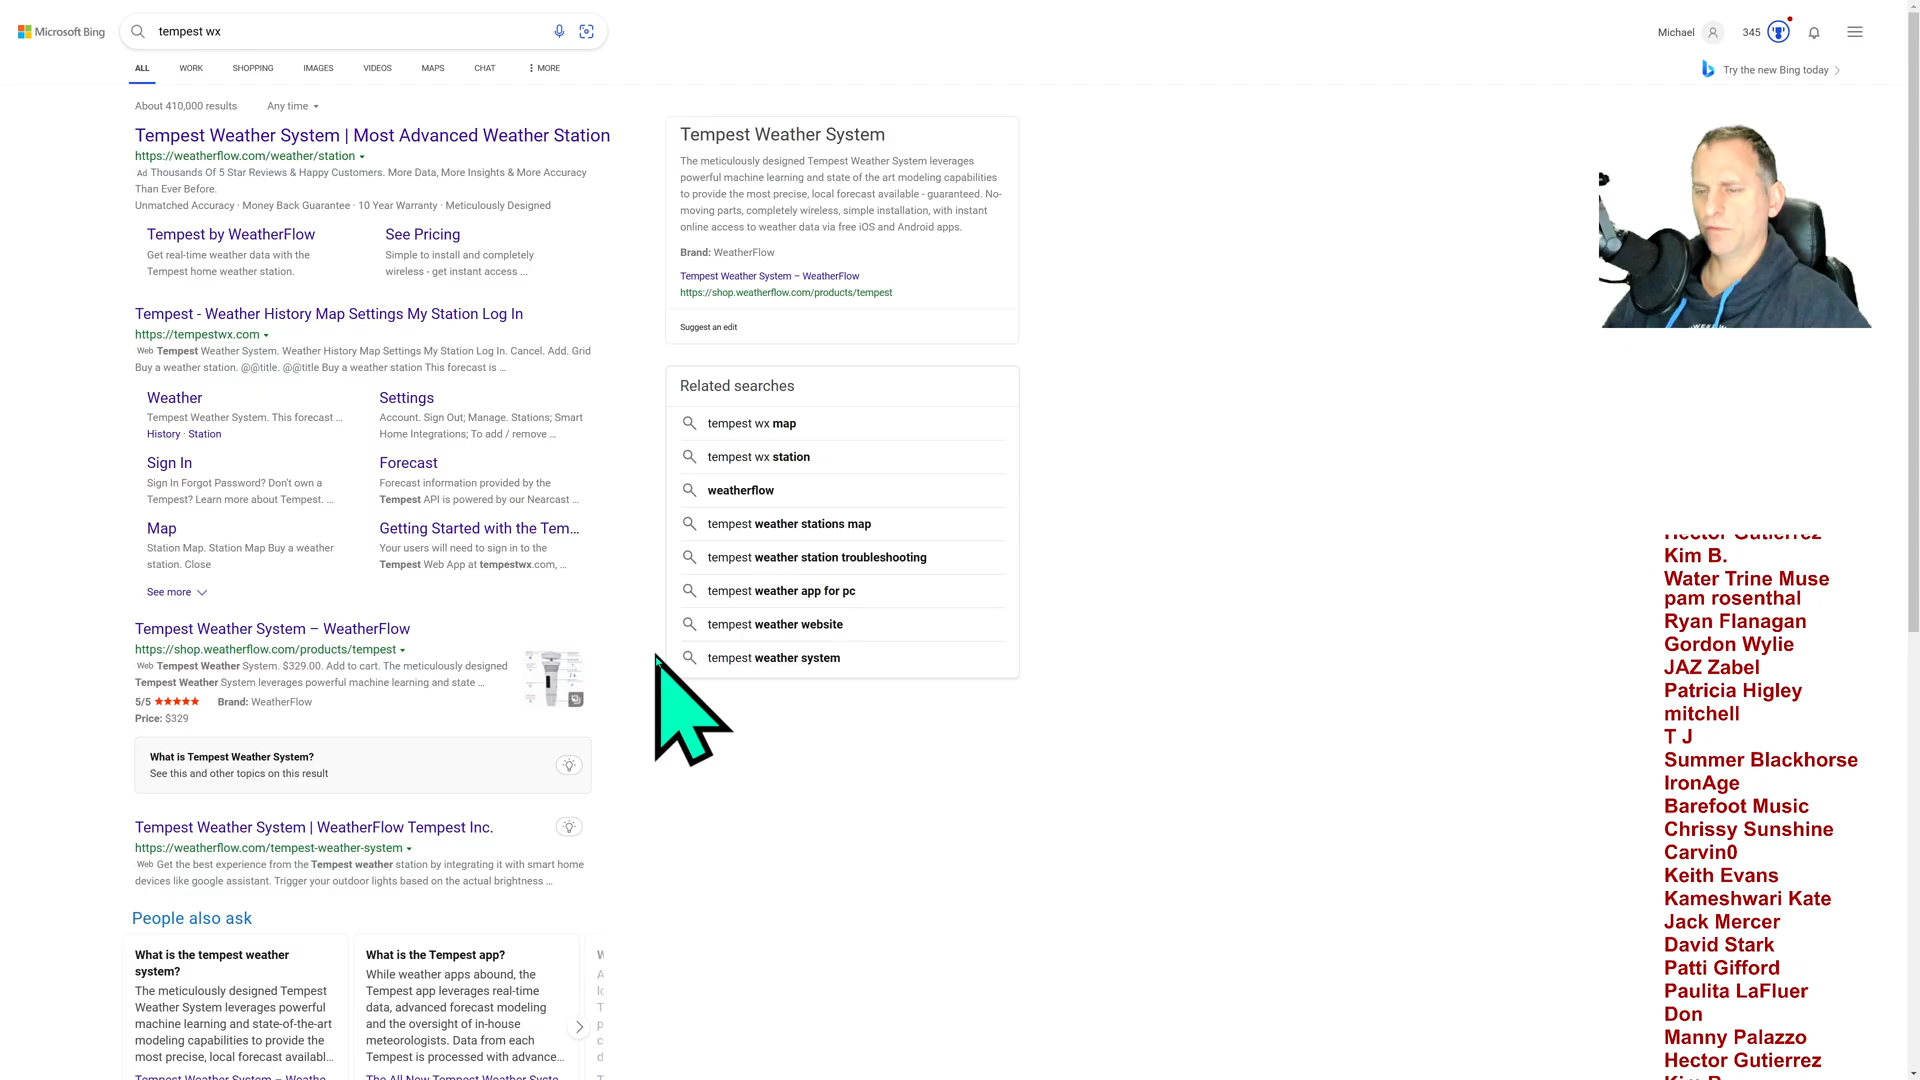 Microsoft Bing
tempest wx
Michael
345
ALL
WORK
SHOPPING
IMAGES
VIDEOS
MAPS
CHAT
MORE
Try the new Bing today
About 410,000 results
Any time
Tempest Weather System | Most Advanced Weather Station
https://weatherflow.com/weather/station
Ad Thousands Of 5 Star Reviews & Happy Customers. More Data, More Insights & More Accuracy
Than Ever Before.
Unmatched Accuracy · Money Back Guarantee · 10 Year Warranty · Meticulously Designed
Tempest by WeatherFlow
Get real-time weather data with the
Tempest home weather station.
See Pricing
Simple to install and completely
wireless - get instant access ...
Tempest - Weather History Map Settings My Station Log In
https://tempestwx.com
Web Tempest Weather System. Weather History Map Settings My Station Log In. Cancel. Add. Grid
Buy a weather station. @@title. @@title Buy a weather station This forecast is ...
Weather
Tempest Weather System. This forecast ...
History · Station
Settings
Account. Sign Out; Manage. Stations; Smart
Home Integrations; To add / remove ...
Sign In
Sign In Forgot Password? Don't own a
Tempest? Learn more about Tempest. ...
Forecast
Forecast information provided by the
Tempest API is powered by our Nearcast ...
Map
Station Map. Station Map Buy a weather
station. Close
Getting Started with the Tem...
Your users will need to sign in to the
Tempest Web App at tempestwx.com, ...
See more
Tempest Weather System – WeatherFlow
https://shop.weatherflow.com/products/tempest
Web Tempest Weather System. $329.00. Add to cart. The meticulously designed
Tempest Weather System leverages powerful machine learning and state ...
5/5 Brand: WeatherFlow
Price: $329
What is Tempest Weather System?
See this and other topics on this result
Tempest Weather System | WeatherFlow Tempest Inc.
https://weatherflow.com/tempest-weather-system
Web Get the best experience from the Tempest weather station by integrating it with smart home
devices like google assistant. Trigger your outdoor lights based on the actual brightness ...
People also ask
What is the tempest weather
system?
The meticulously designed Tempest
Weather System leverages powerful
machine learning and state-of-the-art
modeling capabilities to provide the
most precise, local forecast availabl...
Tempest Weather System – Weathe
What is the Tempest app?
While weather apps abound, the
Tempest app leverages real-time
data, advanced forecast modeling
and the oversight of in-house
meteorologists. Data from each
Tempest is processed with advance...
The All New Tempest Weather Syste
Tempest Weather System
The meticulously designed Tempest Weather System leverages
powerful machine learning and state of the art modeling capabilities
to provide the most precise, local forecast available - guaranteed. No-
moving parts, completely wireless, simple installation, with instant
online access to weather data via free iOS and Android apps.
Brand: WeatherFlow
Tempest Weather System – WeatherFlow
https://shop.weatherflow.com/products/tempest
Suggest an edit
Related searches
tempest wx map
tempest wx station
weatherflow
tempest weather stations map
tempest weather station troubleshooting
tempest weather app for pc
tempest weather website
tempest weather system
Hector Gutierrez
Kim B.
Water Trine Muse
pam rosenthal
Ryan Flanagan
Gordon Wylie
JAZ Zabel
Patricia Higley
mitchell
T J
Summer Blackhorse
IronAge
Barefoot Music
Chrissy Sunshine
Carvin0
Keith Evans
Kameshwari Kate
Jack Mercer
David Stark
Patti Gifford
Paulita LaFluer
Don
Manny Palazzo
Hector Gutierrez
Kim B.